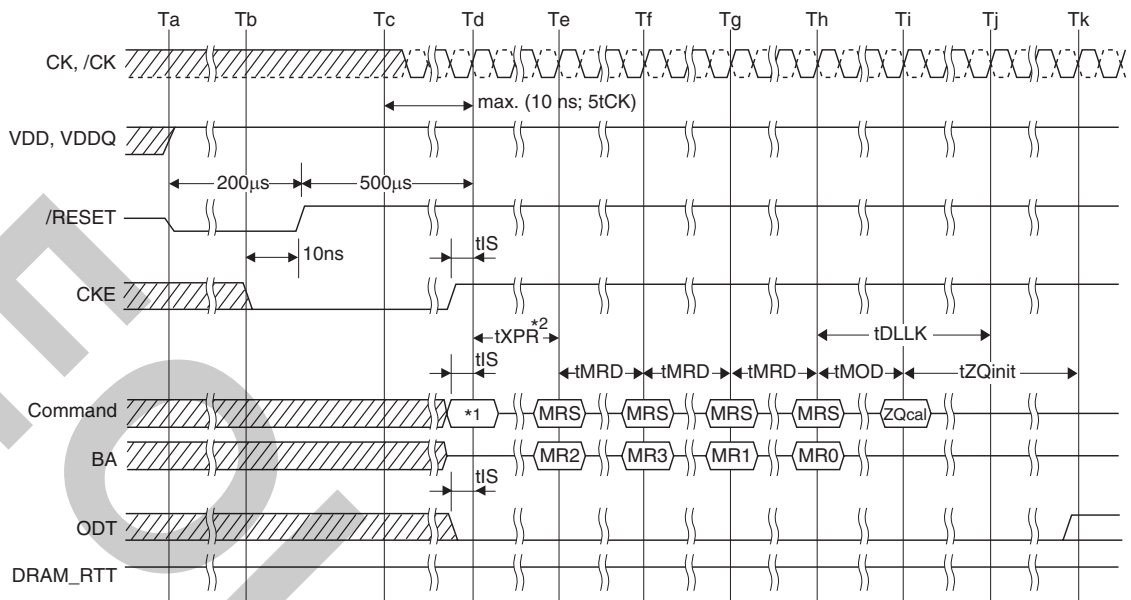 Ta Tb Tc Td Te Tf Tg Th Ti Tj Tk
CK, /CK
max. (10 ns; 5tCK)
VDD, VDDQ
200μs 500μs
/RESET
10ns tIS
CKE
tXPR*2 tDLLK
tIS tMRD tMRD tMRD tMOD tZQinit
Command *1 MRS MRS MRS MRS ZQcal
BA MR2 MR3 MR1 MR0
tIS
ODT
DRAM_RTT